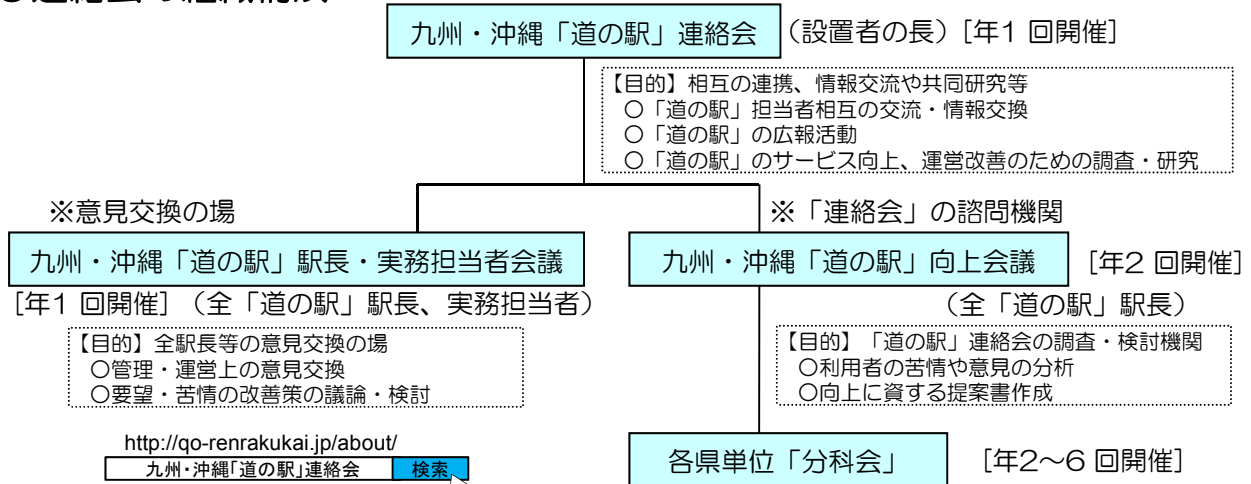 九州・沖縄「道の駅」連絡会 (設置者の長) [年1 回開催]
【目的】相互の連携、情報交流や共同研究等
○「道の駅」担当者相互の交流・情報交換
○「道の駅」の広報活動
○「道の駅」のサービス向上、運営改善のための調査・研究
※意見交換の場
九州・沖縄「道の駅」駅長・実務担当者会議
[年1 回開催] (全「道の駅」駅長、実務担当者)
【目的】全駅長等の意見交換の場
○管理・運営上の意見交換
○要望・苦情の改善策の議論・検討
※「連絡会」の諮問機関
九州・沖縄「道の駅」向上会議 [年2 回開催]
(全「道の駅」駅長)
【目的】「道の駅」連絡会の調査・検討機関
○利用者の苦情や意見の分析
○向上に資する提案書作成
各県単位「分科会」 [年2~6 回開催]
http://qo-renrakukai.jp/about/
九州・沖縄「道の駅」連絡会 検索